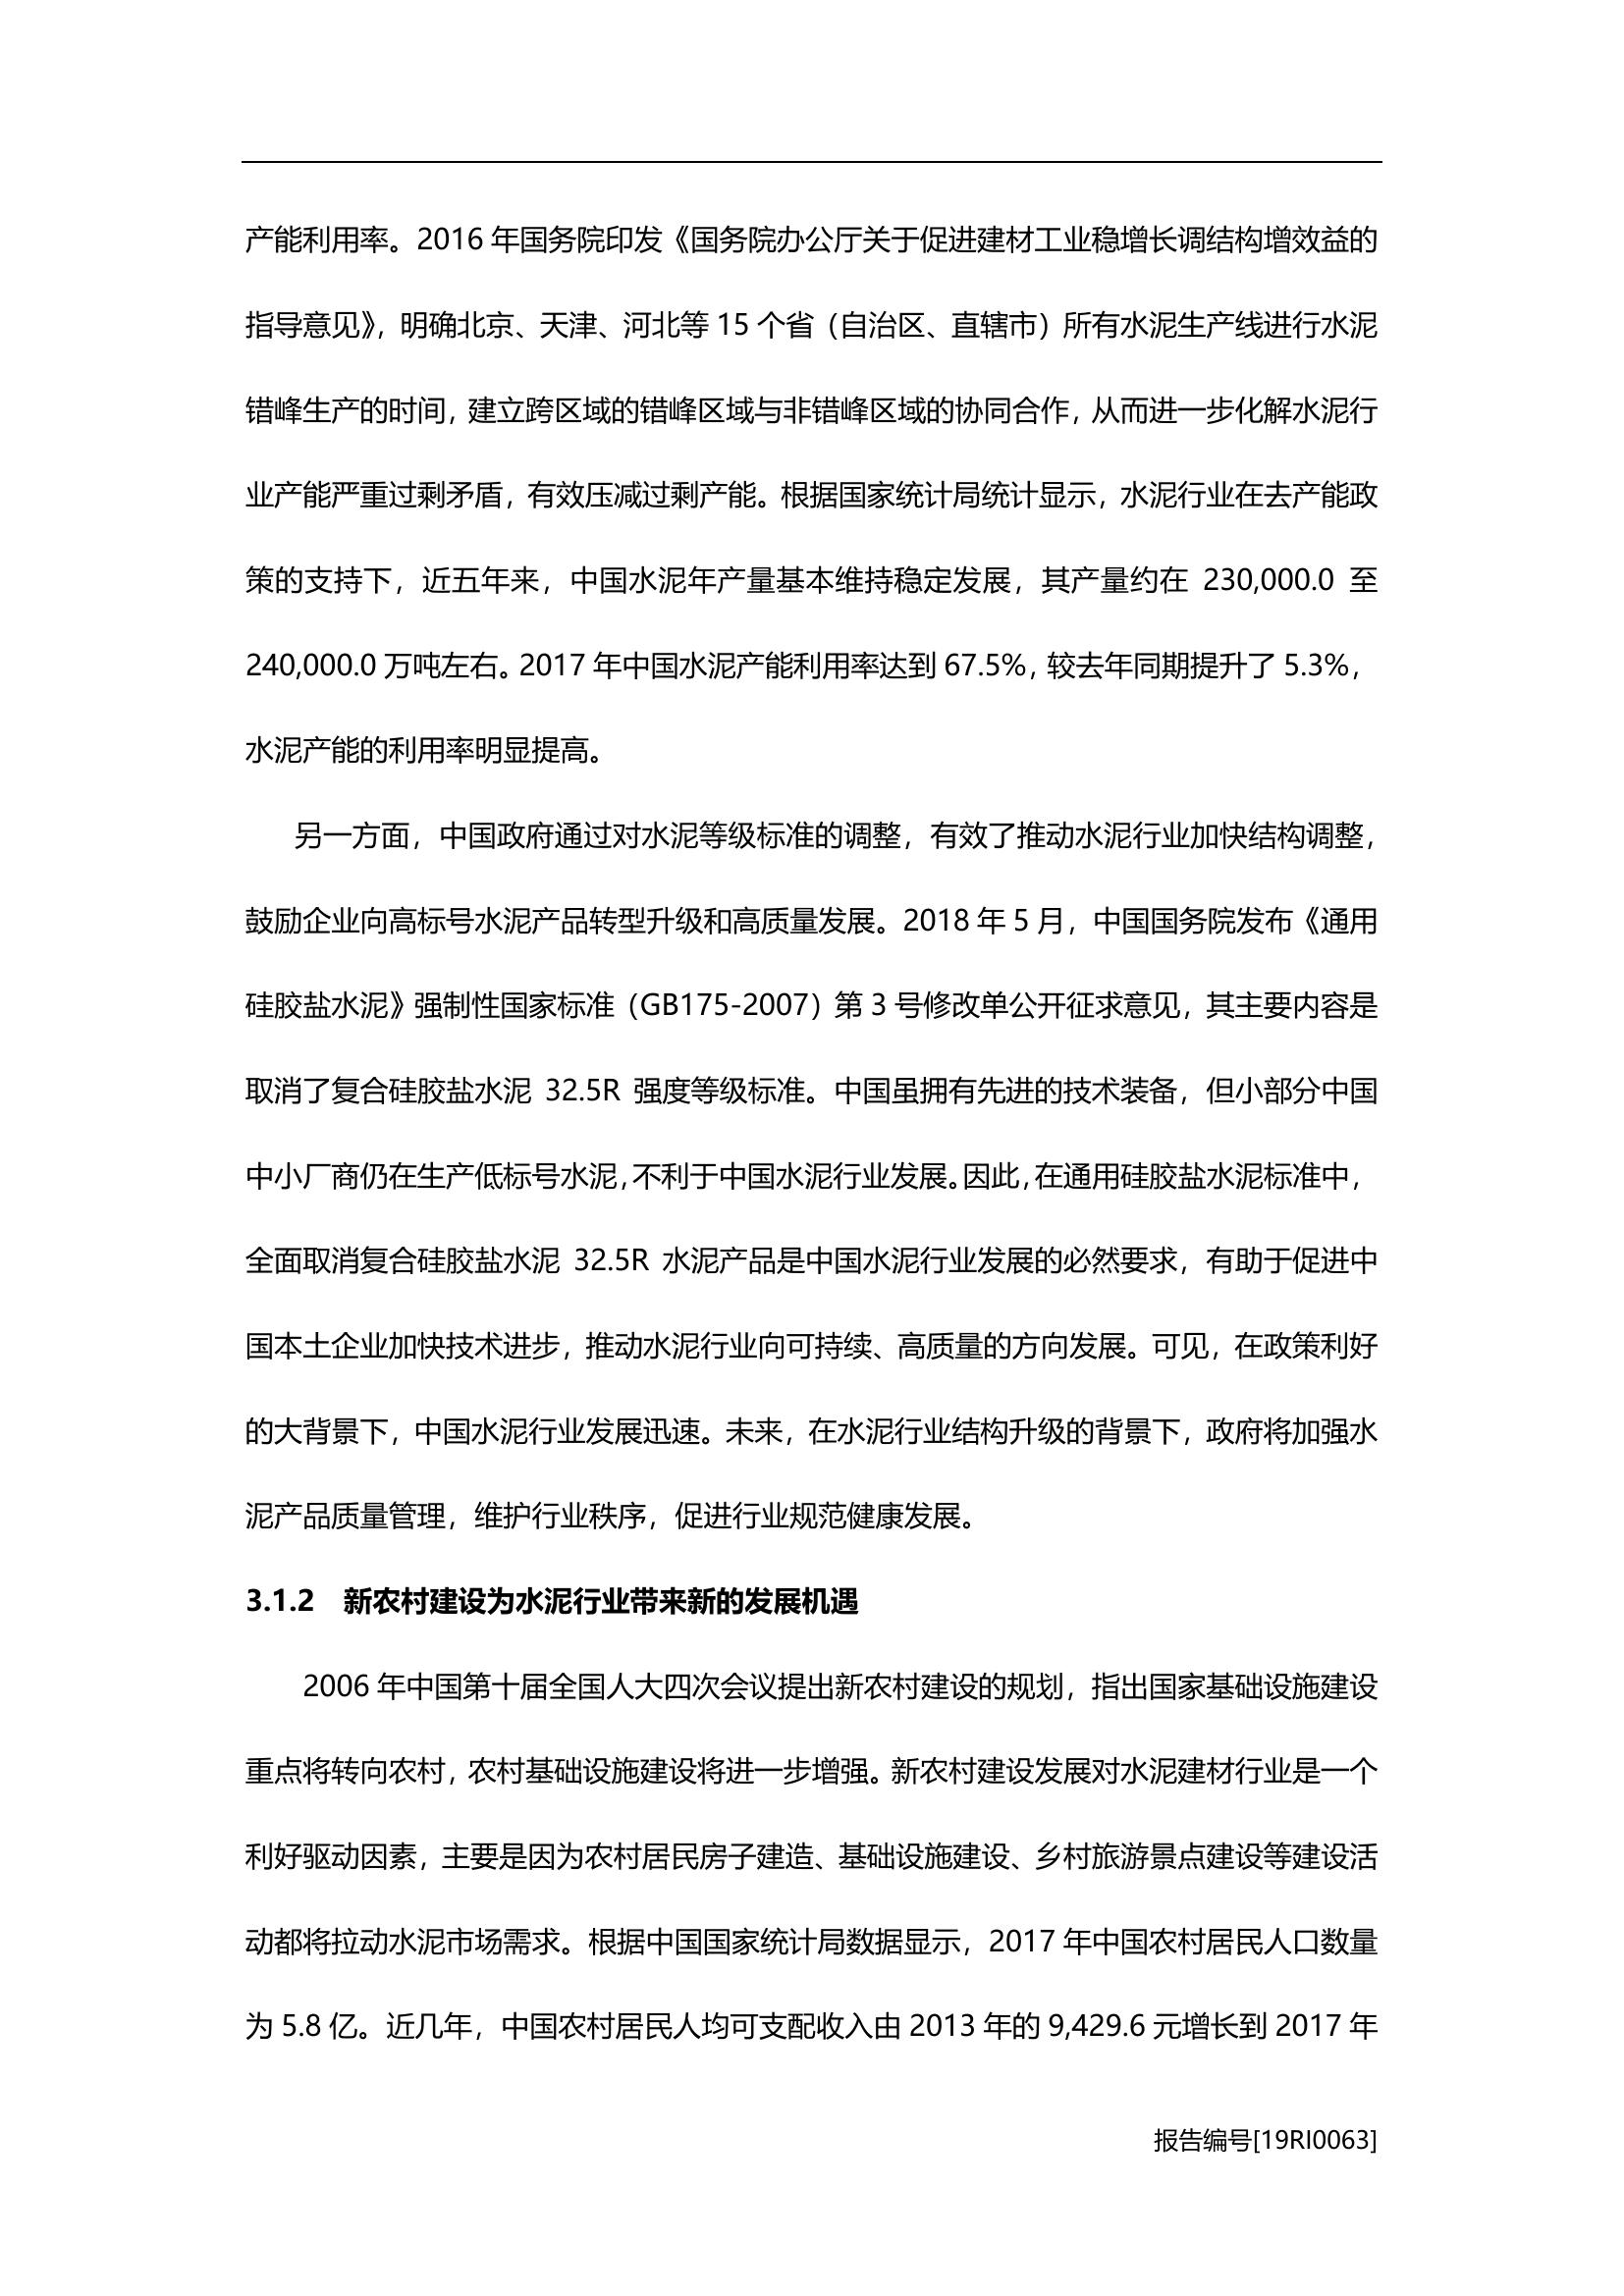 产能利用率。2016 年国务院印发《国务院办公厅关于促进建材工业稳增长调结构增效益的
指导意见》，明确北京、天津、河北等 15 个省（自治区、直辖市）所有水泥生产线进行水泥
错峰生产的时间，建立跨区域的错峰区域与非错峰区域的协同合作，从而进一步化解水泥行
业产能严重过剩矛盾，有效压减过剩产能。根据国家统计局统计显示，水泥行业在去产能政
策的支持下，近五年来，中国水泥年产量基本维持稳定发展，其产量约在 230,000.0 至
240,000.0 万吨左右。2017 年中国水泥产能利用率达到 67.5%，较去年同期提升了 5.3%，
水泥产能的利用率明显提高。
另一方面，中国政府通过对水泥等级标准的调整，有效了推动水泥行业加快结构调整，
鼓励企业向高标号水泥产品转型升级和高质量发展。2018 年 5 月，中国国务院发布《通用
硅胶盐水泥》强制性国家标准（GB175-2007）第 3 号修改单公开征求意见，其主要内容是
取消了复合硅胶盐水泥 32.5R 强度等级标准。中国虽拥有先进的技术装备，但小部分中国
中小厂商仍在生产低标号水泥，不利于中国水泥行业发展。因此，在通用硅胶盐水泥标准中，
全面取消复合硅胶盐水泥 32.5R 水泥产品是中国水泥行业发展的必然要求，有助于促进中
国本土企业加快技术进步，推动水泥行业向可持续、高质量的方向发展。可见，在政策利好
的大背景下，中国水泥行业发展迅速。未来，在水泥行业结构升级的背景下，政府将加强水
泥产品质量管理，维护行业秩序，促进行业规范健康发展。
3.1.2 新农村建设为水泥行业带来新的发展机遇
2006 年中国第十届全国人大四次会议提出新农村建设的规划，指出国家基础设施建设
重点将转向农村，农村基础设施建设将进一步增强。新农村建设发展对水泥建材行业是一个
利好驱动因素，主要是因为农村居民房子建造、基础设施建设、乡村旅游景点建设等建设活
动都将拉动水泥市场需求。根据中国国家统计局数据显示，2017 年中国农村居民人口数量
为 5.8 亿。近几年，中国农村居民人均可支配收入由 2013 年的 9,429.6 元增长到 2017 年
报告编号[19RI0063]